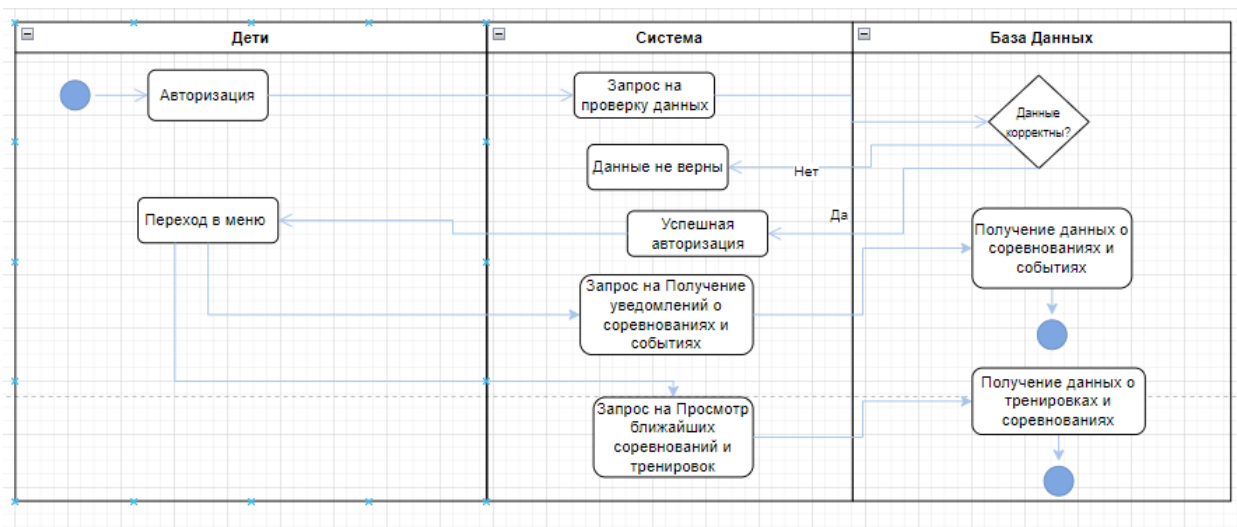 Дети
Система
База Данных
Авторизация
Запрос на
проверку данных
Данные
корректны?
Данные не верны
Нет
Переход в меню
Успешная
авторизация
Да
Получение данных о
соревнованиях и
событиях
Запрос на Получение
уведомлений о
соревнованиях и
событиях
Получение данных о
тренировках и
соревнованиях
Запрос на Просмотр
ближайших
соревнований и
тренировок